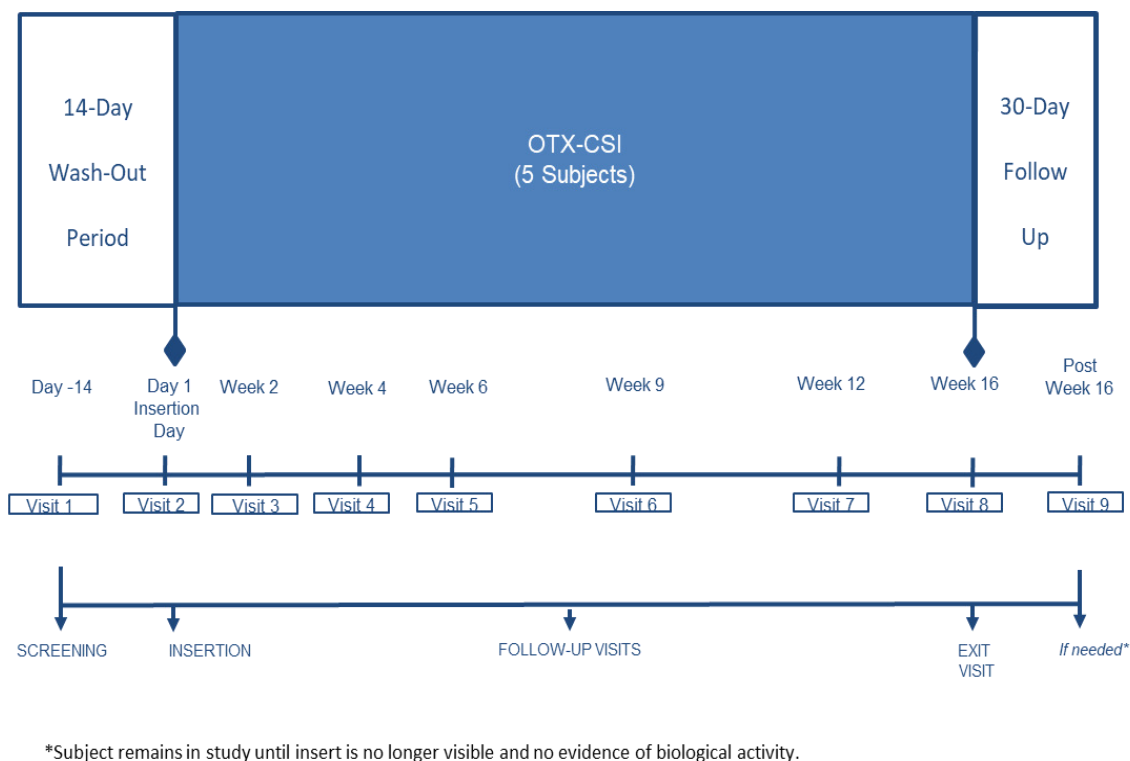 14-Day
Wash-Out
Period
OTX-CSI
(5 Subjects)
30-Day
Follow
Up
Day -14
Day 1
Insertion
Day
Week 2
Week 4
Week 6
Week 9
Week 12
Week 16
Post
Week 16
Visit 1
Visit 2
Visit 3
Visit 4
Visit 5
Visit 6
Visit 7
Visit 8
Visit 9
SCREENING
INSERTION
FOLLOW-UP VISITS
EXIT
VISIT
If needed*
*Subject remains in study until insert is no longer visible and no evidence of biological activity.